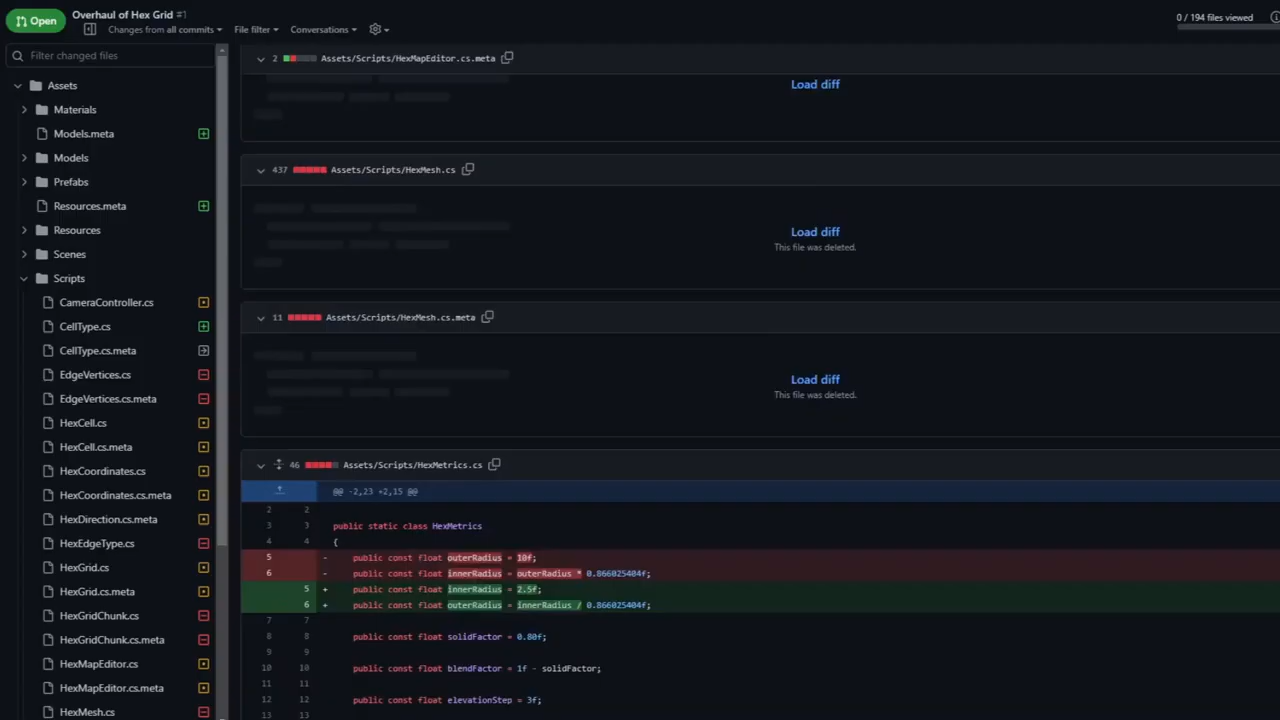 Open
Overhaul of Hex Grid #1
Changes from all commits
File filter
Conversations
0 / 194 files viewed
Filter changed files
Assets
Materials
Models.meta
Models
Prefabs
Resources.meta
Resources
Scenes
Scripts
CameraController.cs
CellType.cs
CellType.cs.meta
EdgeVertices.cs
EdgeVertices.cs.meta
HexCell.cs
HexCell.cs.meta
HexCoordinates.cs
HexCoordinates.cs.meta
HexDirection.cs.meta
HexEdgeType.cs
HexGrid.cs
HexGrid.cs.meta
HexGridChunk.cs
HexGridChunk.cs.meta
HexMapEditor.cs
HexMapEditor.cs.meta
HexMesh.cs
2 Assets/Scripts/HexMapEditor.cs.meta
Load diff
437 Assets/Scripts/HexMesh.cs
Load diff
This file was deleted.
11 Assets/Scripts/HexMesh.cs.meta
Load diff
This file was deleted.
46 Assets/Scripts/HexMetrics.cs
@@ -2,23 +2,15 @@
2 2
3 3 public static class HexMetrics
4 4 {
5 - public const float outerRadius = 10f;
6 - public const float innerRadius = outerRadius * 0.866025404f;
5 + public const float innerRadius = 2.5f;
6 + public const float outerRadius = innerRadius / 0.866025404f;
7 7
8 8 public const float solidFactor = 0.80f;
9 9
10 10 public const float blendFactor = 1f - solidFactor;
11 11
12 12 public const float elevationStep = 3f;
13 13